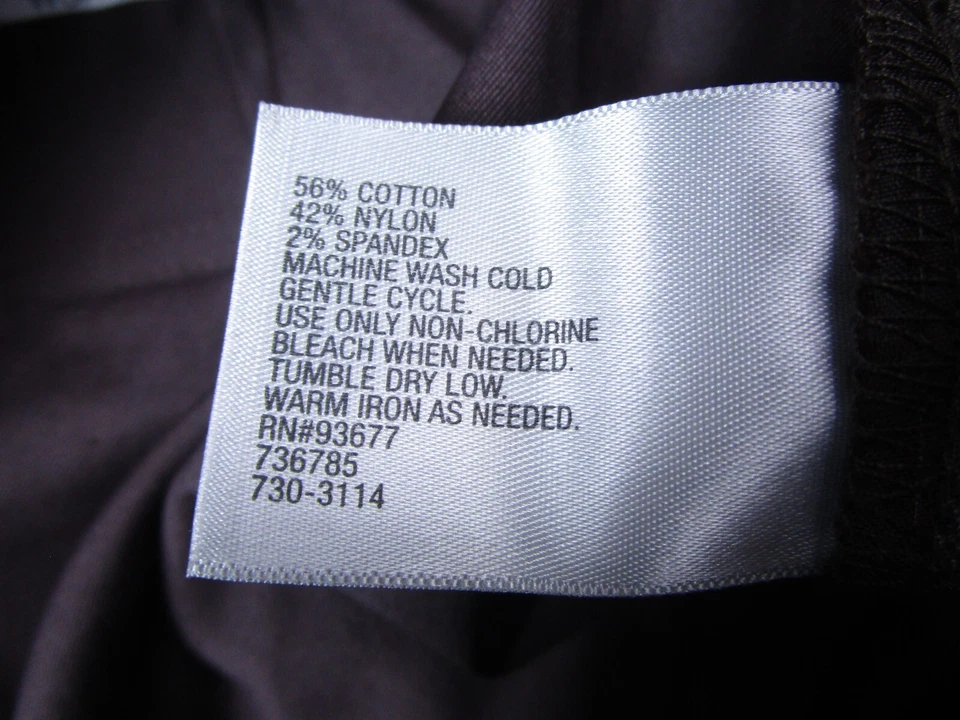 56% COTTON
42% NYLON
2% SPANDEX
MACHINE WASH COLD
GENTLE CYCLE.
USE ONLY NON-CHLORINE
BLEACH WHEN NEEDED.
TUMBLE DRY LOW.
WARM IRON AS NEEDED.
RN#93677
736785
730-3114